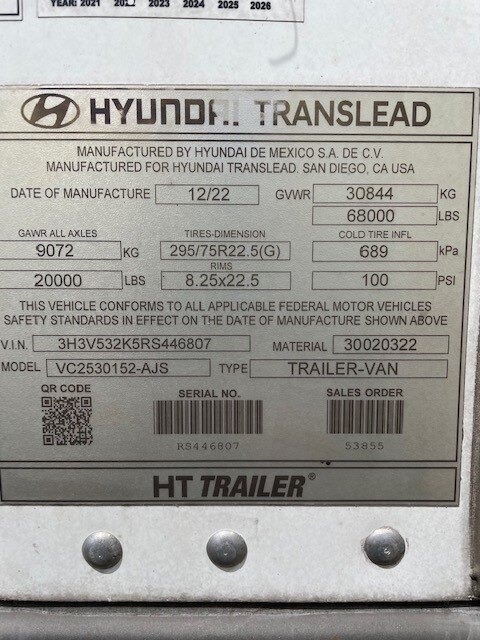 YEAR: 2021 2022 2023 2024 2025 2026
HYUNDAI TRANSLEAD
MANUFACTURED BY HYUNDAI DE MEXICO S.A. DE C.V.
MANUFACTURED FOR HYUNDAI TRANSLEAD. SAN DIEGO, CA USA
DATE OF MANUFACTURE 12/22 GVWR 30844 KG
68000 LBS
GAWR ALL AXLES TIRES-DIMENSION COLD TIRE INFL
9072 KG 295/75R22.5(G) 689 kPa
RIMS
20000 LBS 8.25x22.5 100 PSI
THIS VEHICLE CONFORMS TO ALL APPLICABLE FEDERAL MOTOR VEHICLES
SAFETY STANDARDS IN EFFECT ON THE DATE OF MANUFACTURE SHOWN ABOVE
V.I.N. 3H3V532K5RS446807 MATERIAL 30020322
MODEL VC2530152-AJS TYPE TRAILER-VAN
QR CODE SERIAL NO. SALES ORDER
RS446807 53855
HT TRAILER®